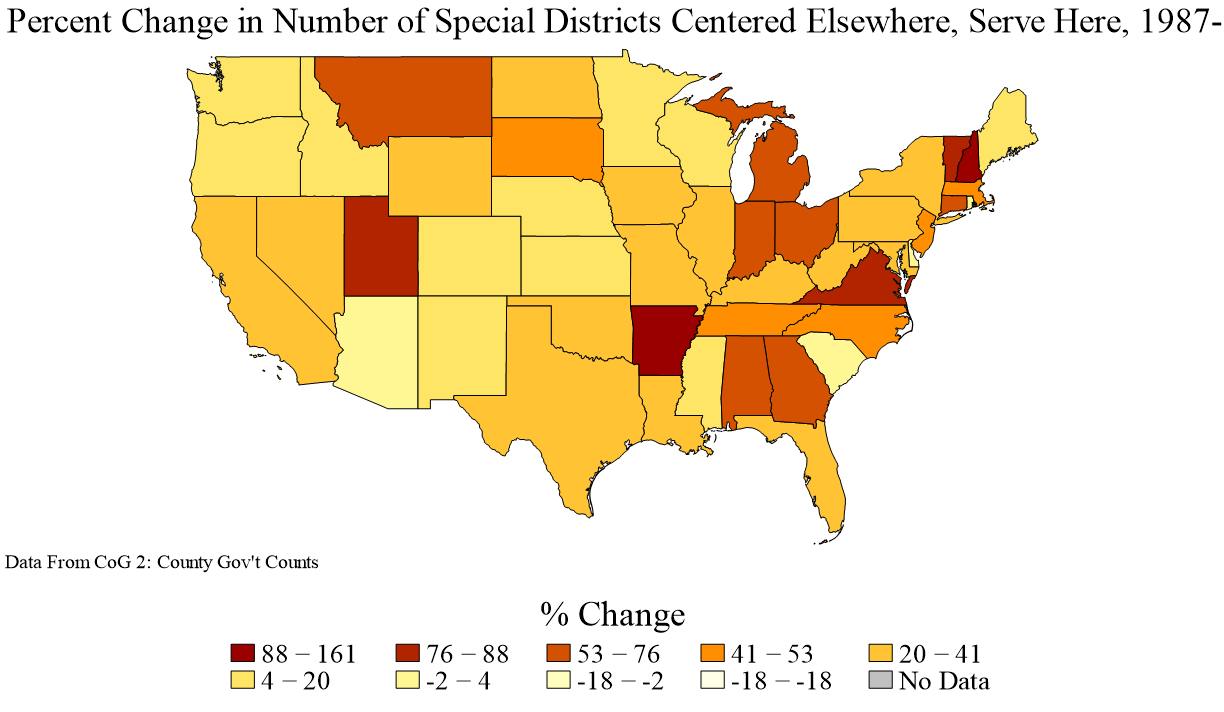 Percent Change in Number of Special Districts Centered Elsewhere, Serve Here, 1987-
Data From CoG 2: County Gov't Counts
% Change
88 − 161 76 − 88 53 − 76 41 − 53 20 − 41
4 − 20 -2 − 4 -18 − -2 -18 − -18 No Data